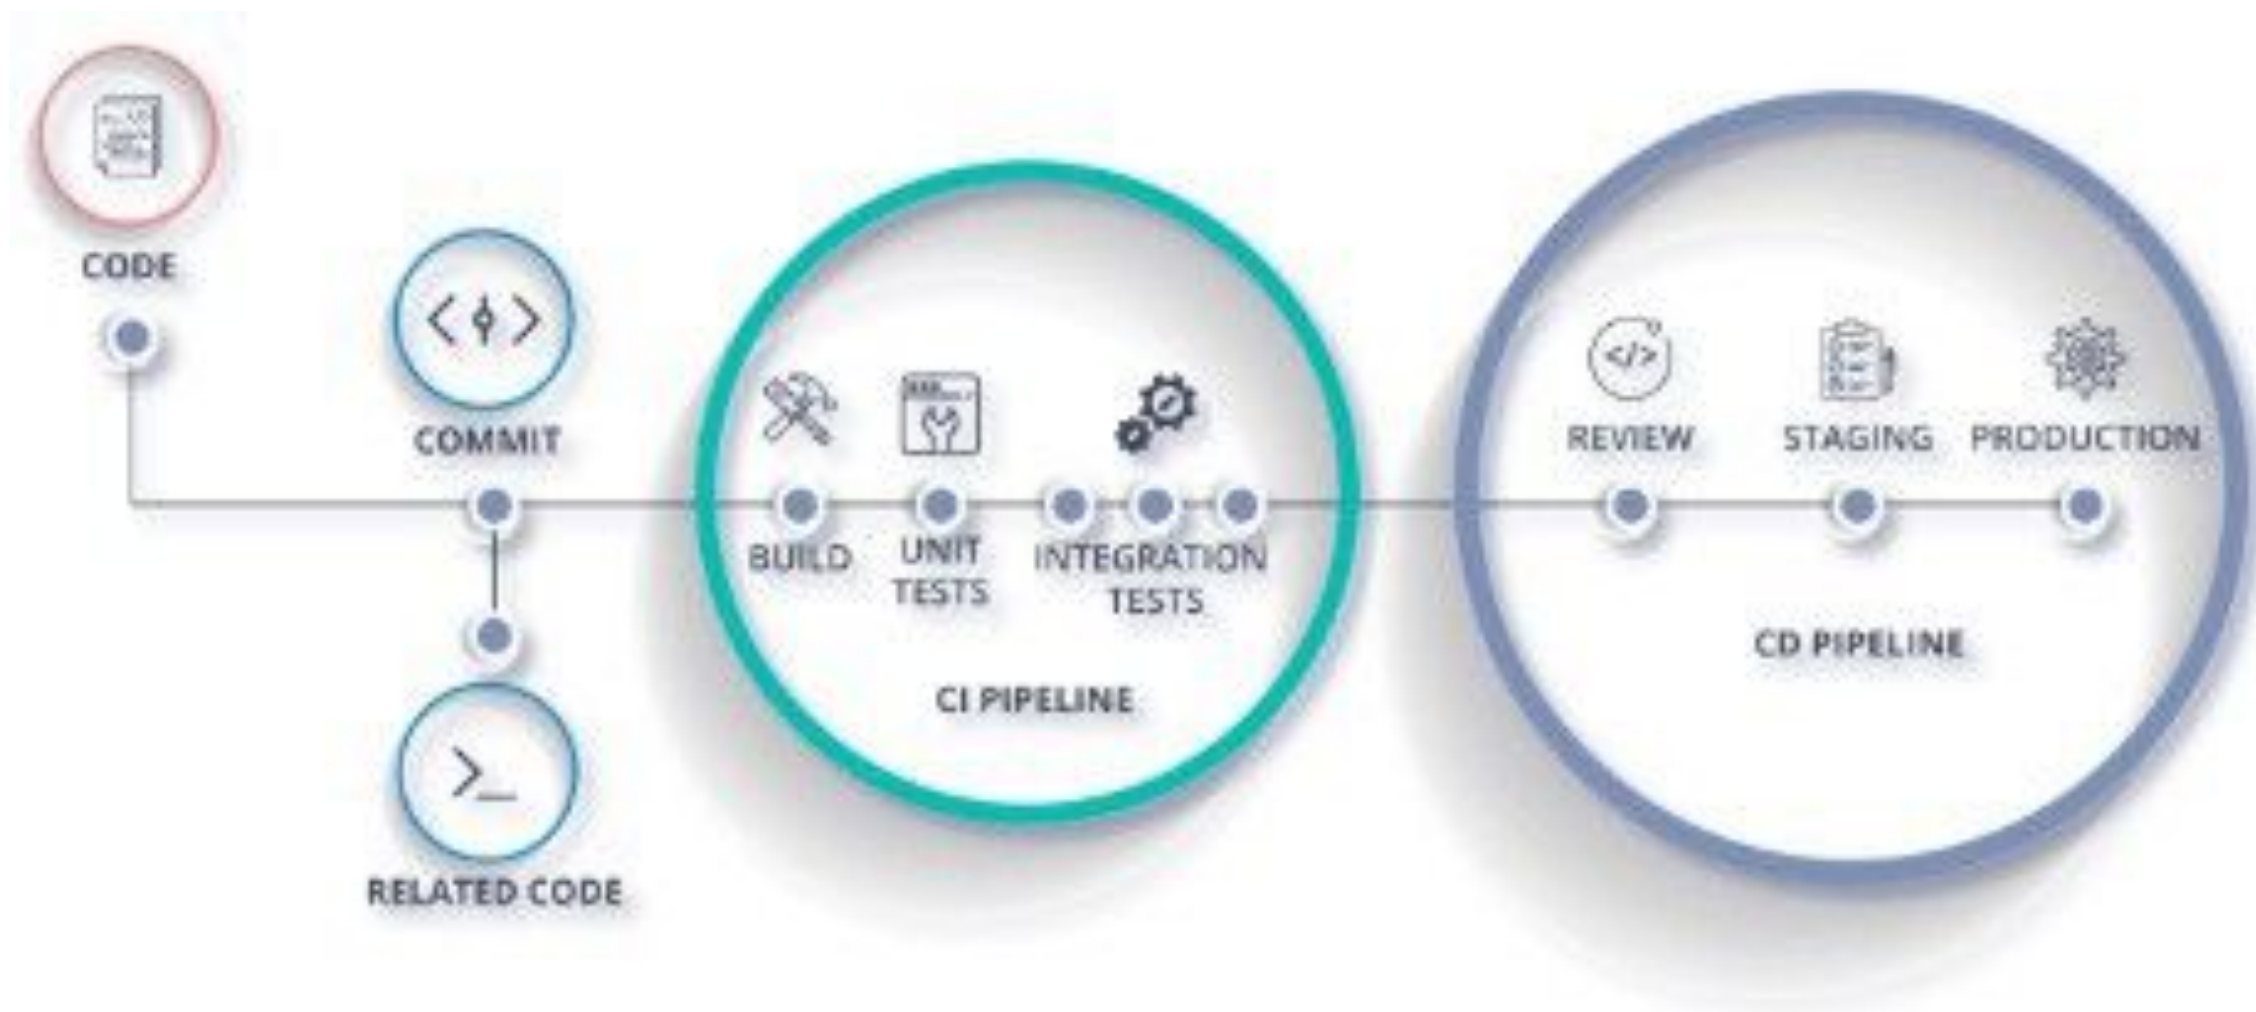 CODE
COMMIT
RELATED CODE
BUILD
UNIT
TESTS
INTEGRATION
TESTS
CI PIPELINE
REVIEW
STAGING
PRODUCTION
CD PIPELINE